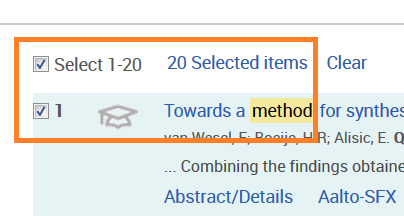 Select 1-20 20 Selected items Clear
1 Towards a method for synthes
van Wesel, F; Boeije, H R; Alisic, E. Q
... Combining the findings obtaine
Abstract/Details Aalto-SFX